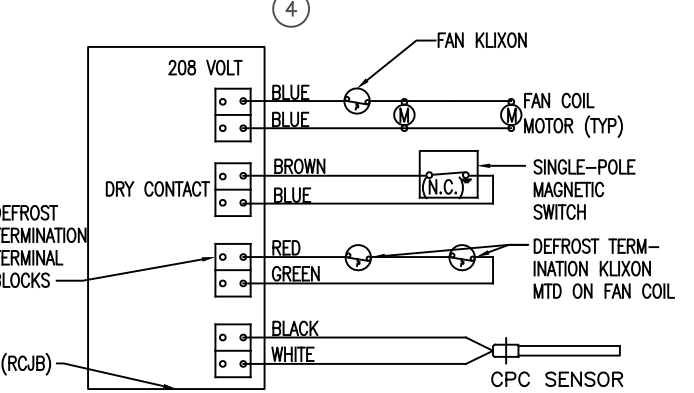 4
FAN KLIXON
208 VOLT
BLUE
BLUE
M
M
FAN COIL
MOTOR (TYP)
DRY CONTACT
BROWN
BLUE
(N.C.)
SINGLE-POLE
MAGNETIC
SWITCH
DEFROST
TERMINATION
TERMINAL
BLOCKS
RED
GREEN
DEFROST TERM-
INATION KLIXON
MTD ON FAN COIL
BLACK
WHITE
(RCJB)
CPC SENSOR